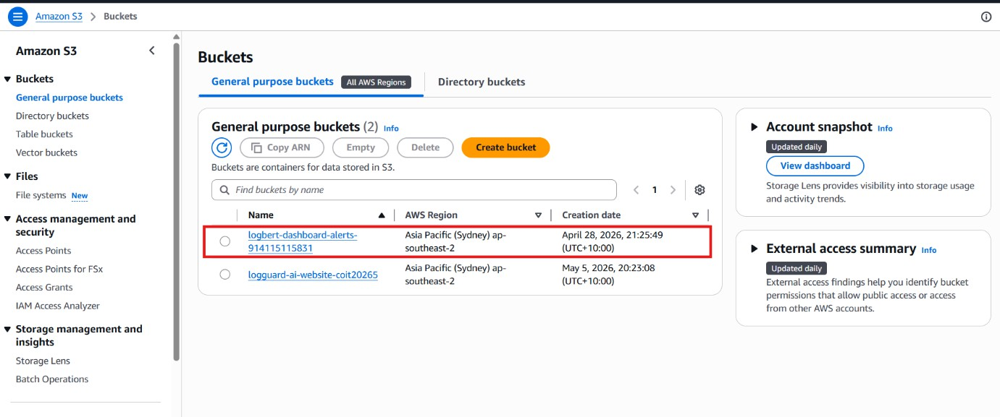 Amazon S3 > Buckets
Amazon S3
Buckets
General purpose buckets
Directory buckets
Table buckets
Vector buckets
Files
File systems New
Access management and
security
Access Points
Access Points for FSx
Access Grants
IAM Access Analyzer
Storage management and
insights
Storage Lens
Batch Operations
Buckets
General purpose buckets All AWS Regions Directory buckets
General purpose buckets (2) Info
Copy ARN Empty Delete Create bucket
Buckets are containers for data stored in S3.
Find buckets by name
1
Name AWS Region Creation date
logbert-dashboard-alerts- Asia Pacific (Sydney) ap- April 28, 2026, 21:25:49
914115115831 southeast-2 (UTC+10:00)
logguard-ai-website-coit20265 Asia Pacific (Sydney) ap- May 5, 2026, 20:23:08
southeast-2 (UTC+10:00)
Account snapshot Info
Updated daily
View dashboard
Storage Lens provides visibility into storage usage
and activity trends.
External access summary Info
Updated daily
External access findings help you identify bucket
permissions that allow public access or access
from other AWS accounts.